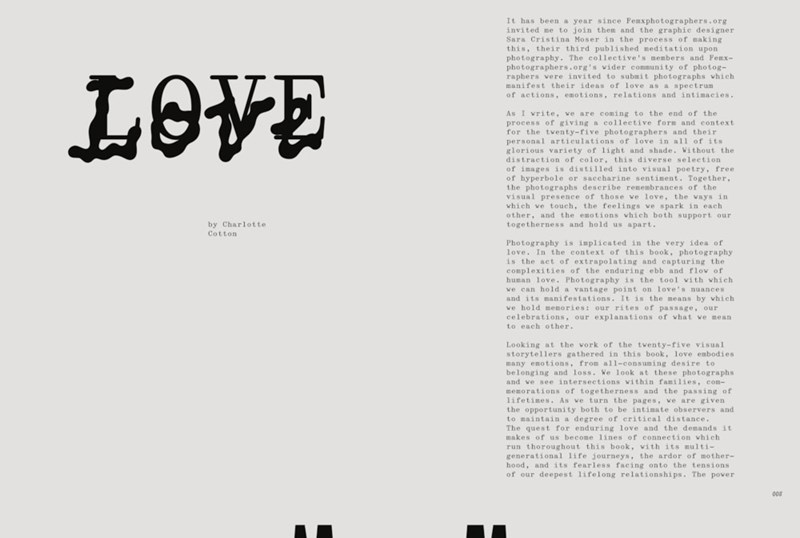 LOVE
by Charlotte
Cotton
It has been a year since Femxphotographers.org
invited me to join them and the graphic designer
Sara Cristina Moser in the process of making
this, their third published meditation upon
photography. The collective's members and Femx-
photographers.org's wider community of photog-
raphers were invited to submit photographs which
manifest their ideas of love as a spectrum
of actions, emotions, relations and intimacies.
As I write, we are coming to the end of the
process of giving a collective form and context
for the twenty-five photographers and their
personal articulations of love in all of its
glorious variety of light and shade. Without the
distraction of color, this diverse selection
of images is distilled into visual poetry, free
of hyperbole or saccharine sentiment. Together,
the photographs describe remembrances of the
visual presence of those we love, the ways in
which we touch, the feelings we spark in each
other, and the emotions which both support our
togetherness and hold us apart.
Photography is implicated in the very idea of
love. In the context of this book, photography
is the act of extrapolating and capturing the
complexities of the enduring ebb and flow of
human love. Photography is the tool with which
we can hold a vantage point on love's nuances
and its manifestations. It is the means by which
we hold memories: our rites of passage, our
celebrations, our explanations of what we mean
to each other.
Looking at the work of the twenty-five visual
storytellers gathered in this book, love embodies
many emotions, from all-consuming desire to
belonging and loss. We look at these photographs
and we see intersections within families, com-
memorations of togetherness and the passing of
lifetimes. As we turn the pages, we are given
the opportunity both to be intimate observers and
to maintain a degree of critical distance.
The quest for enduring love and the demands it
makes of us become lines of connection which
run thoroughout this book, with its multi-
generational life journeys, the ardor of mother-
hood, and its fearless facing onto the tensions
of our deepest lifelong relationships. The power